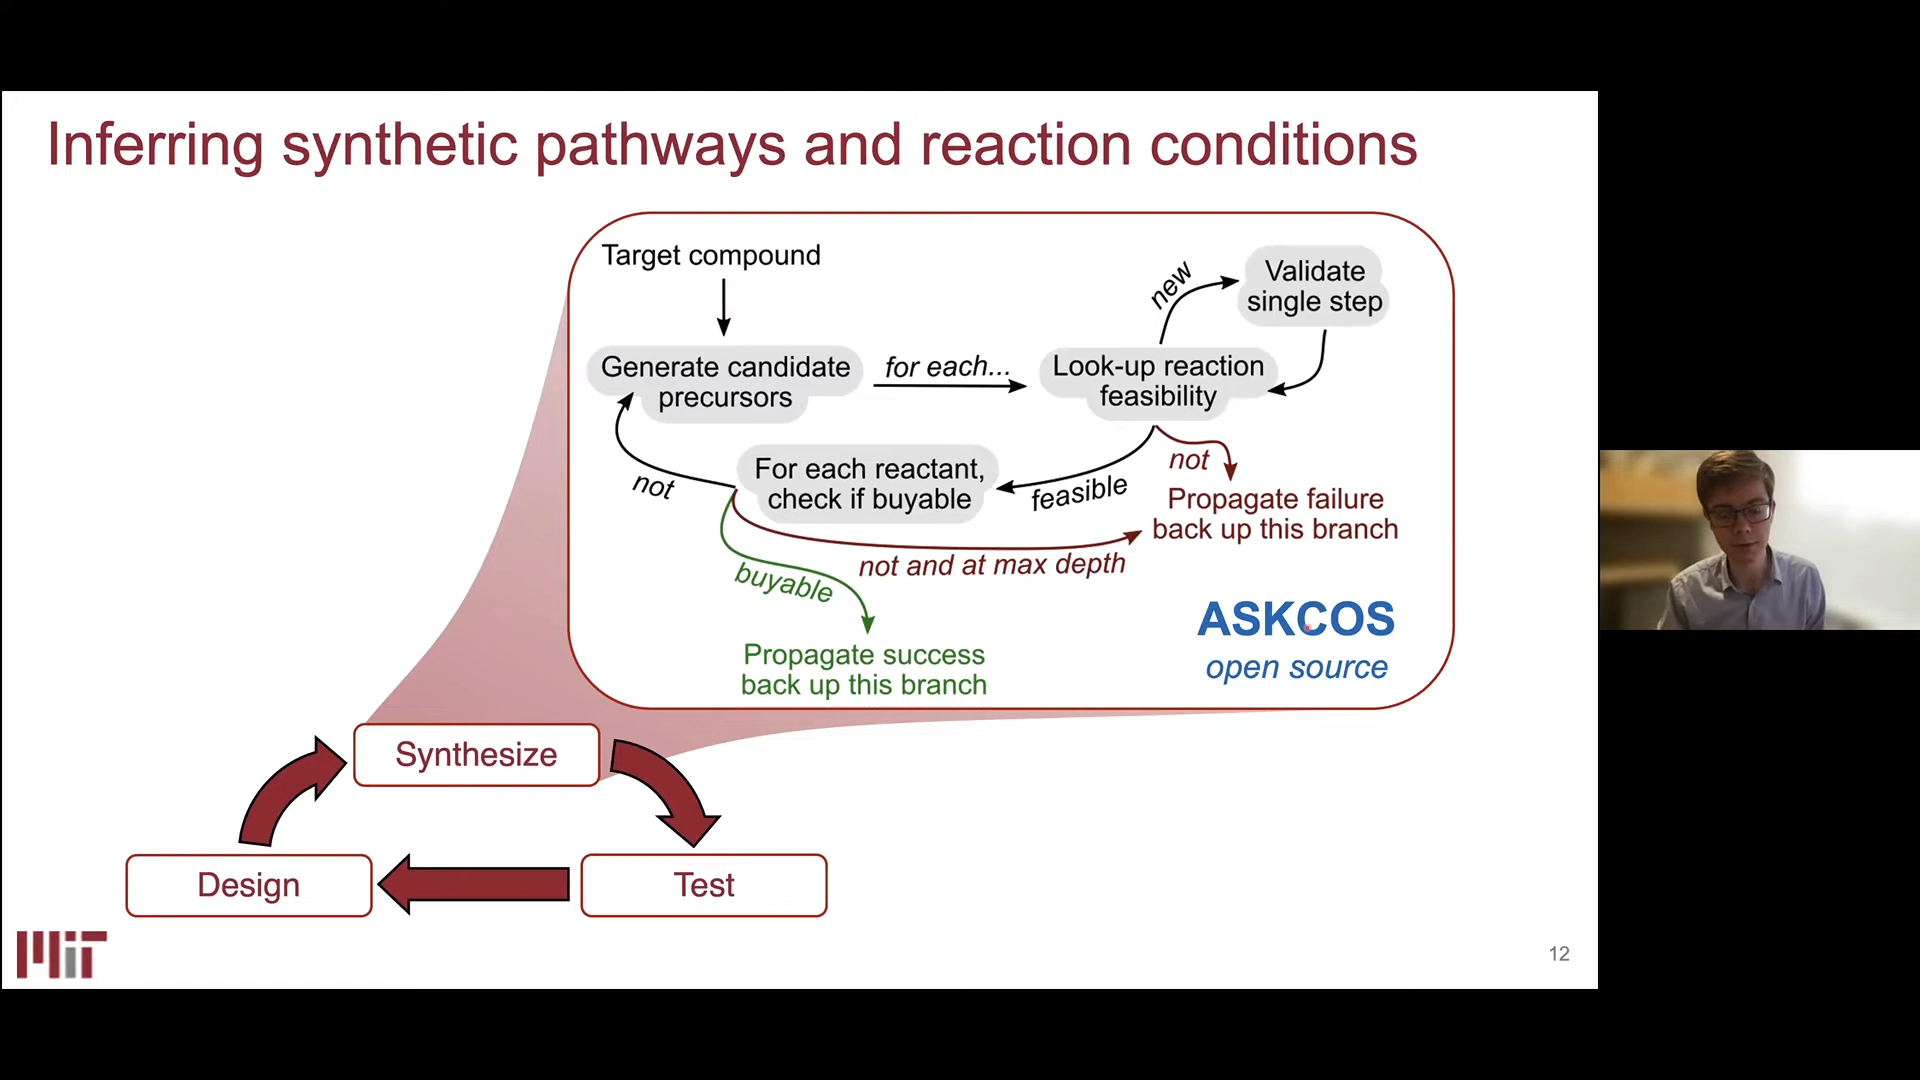 Inferring synthetic pathways and reaction conditions
Target compound
Generate candidate
precursors
for each...
Look-up reaction
feasibility
new
Validate
single step
not
Propagate failure
back up this branch
feasible
For each reactant,
check if buyable
not
not and at max depth
buyable
Propagate success
back up this branch
ASKCOS
open source
Synthesize
Design
Test
MIT
12